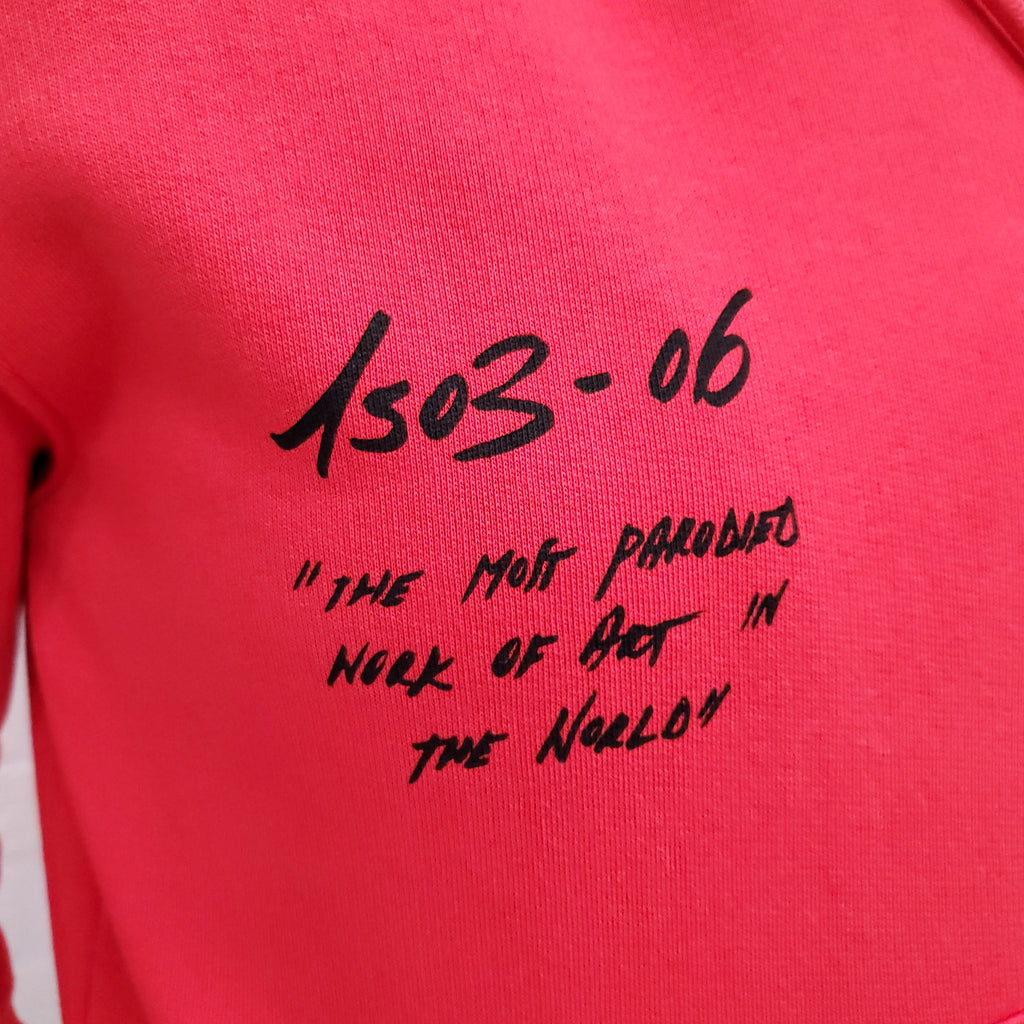 1503-06
"THE MOST PARODIED
WORK OF ART IN
THE WORLD"